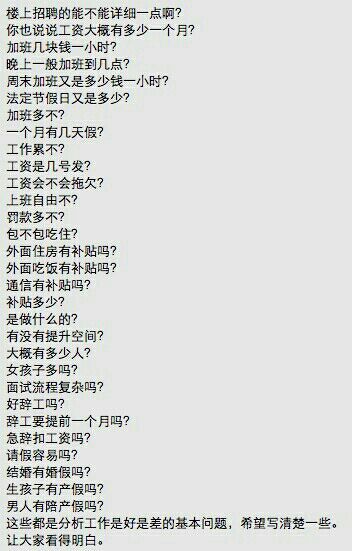 楼上招聘的能不能详细一点啊?
你也说说工资大概有多少一个月?
加班几块钱一小时?
晚上一般加班到几点?
周末加班又是多少钱一小时?
法定节假日又是多少?
加班多不?
一个月有几天假?
工作累不?
工资是几号发?
工资会不会拖欠?
上班自由不?
罚款多不?
包不包吃住?
外面住房有补贴吗?
外面吃饭有补贴吗?
通信有补贴吗?
补贴多少?
是做什么的?
有没有提升空间?
大概有多少人?
女孩子多吗?
面试流程复杂吗?
好辞工吗?
辞工要提前一个月吗?
急辞扣工资吗?
请假容易吗?
结婚有婚假吗?
生孩子有产假吗?
男人有陪产假吗?
这些都是分析工作是好是差的基本问题，希望写清楚一些。
让大家看得明白。